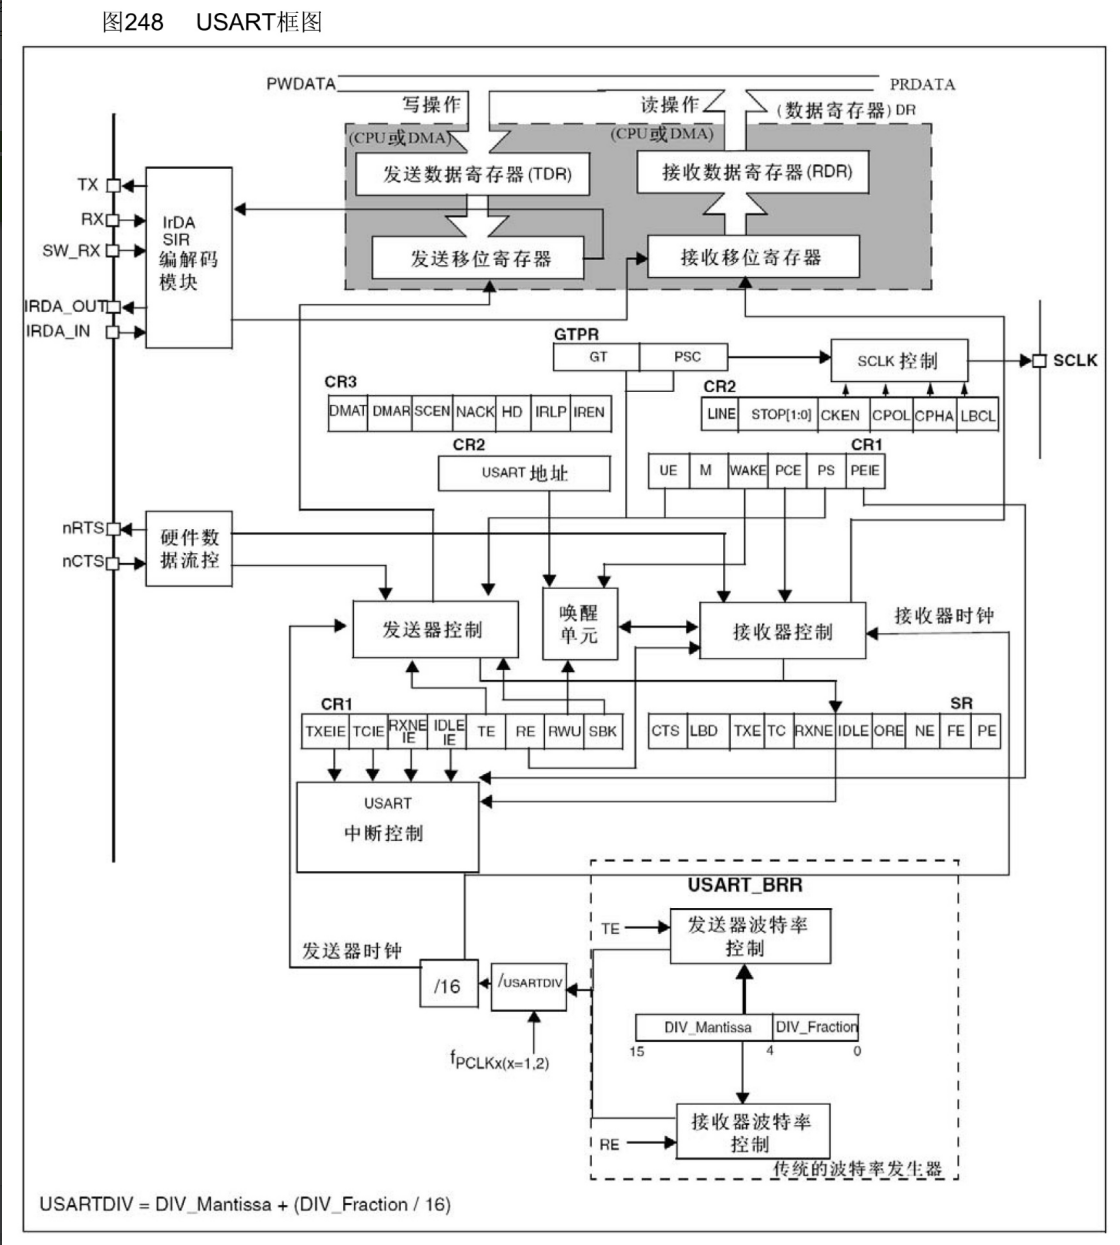 图248 USART框图
PWDATA
PRDATA
写操作
读操作
(数据寄存器) DR
(CPU或DMA)
(CPU或DMA)
发送数据寄存器(TDR)
接收数据寄存器(RDR)
TX
RX
SW_RX
IRDA_OUT
IRDA_IN
IrDA
SIR
编解码
模块
发送移位寄存器
接收移位寄存器
GTPR
GT
PSC
SCLK 控制
SCLK
CR3
DMAT
DMAR
SCEN
NACK
HD
IRLP
IREN
CR2
LINE
STOP[1:0]
CKEN
CPOL
CPHA
LBCL
CR2
USART 地址
CR1
UE
M
WAKE
PCE
PS
PEIE
nRTS
nCTS
硬件数
据流控
发送器控制
唤醒
单元
接收器控制
接收器时钟
CR1
TXEIE
TCIE
RXNE
IE
IDLE
IE
TE
RE
RWU
SBK
SR
CTS
LBD
TXE
TC
RXNE
IDLE
ORE
NE
FE
PE
USART
中断控制
USART_BRR
TE
发送器波特率
控制
发送器时钟
/16
/USARTDIV
fPCLKx(x=1,2)
DIV_Mantissa
DIV_Fraction
15
4
0
RE
接收器波特率
控制
传统的波特率发生器
USARTDIV = DIV_Mantissa + (DIV_Fraction / 16)